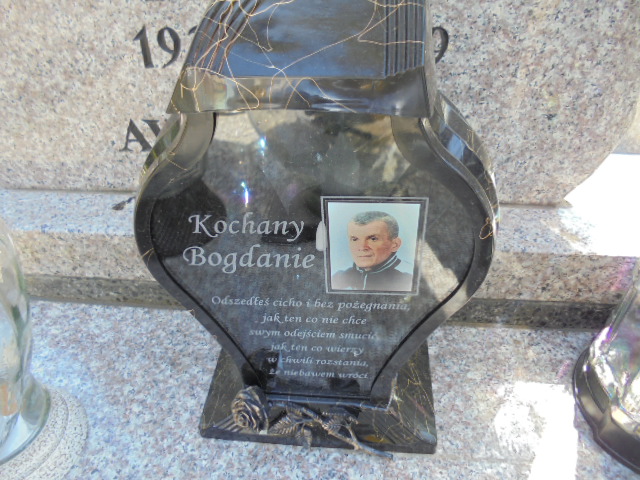 Kochany
Bogdanie
Odszedłeś cicho i bez pożegnania,
jak ten co nie chce
swym odejściem smucić,
jak ten co wierzy
w chwili rozstania,
że niebawem wróci